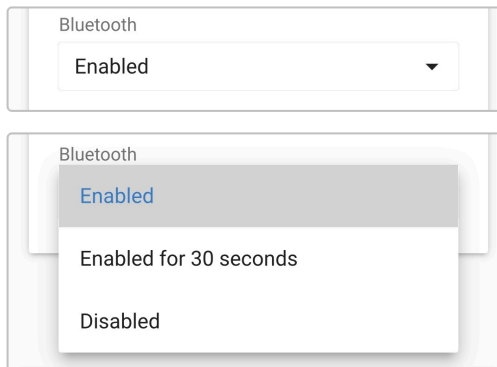 Bluetooth
Enabled
Bluetooth
Enabled
Enabled for 30 seconds
Disabled